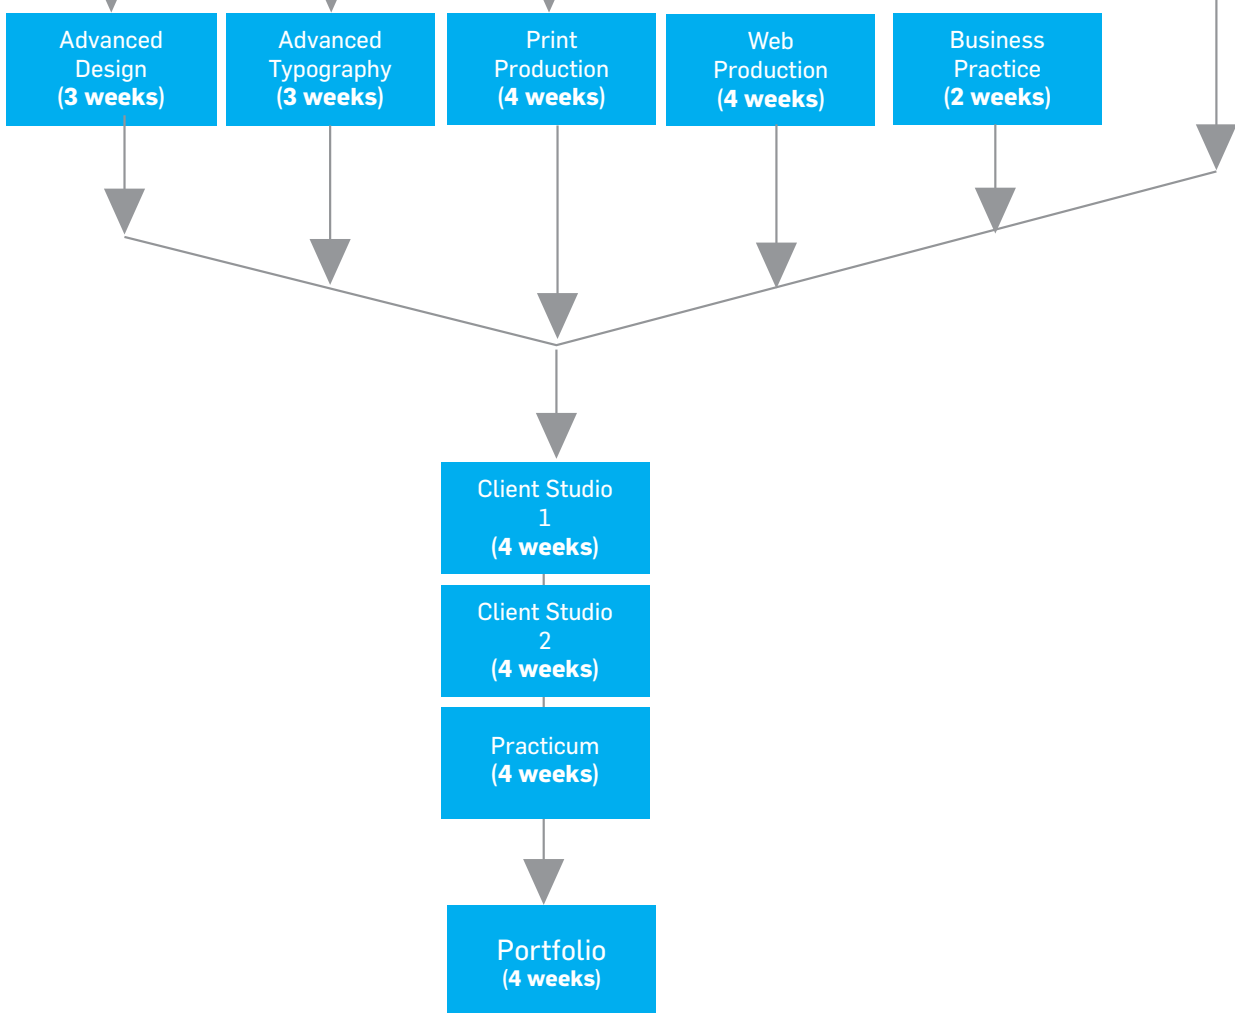 Advanced
Design
(3 weeks)
Advanced
Typography
(3 weeks)
Print
Production
(4 weeks)
Web
Production
(4 weeks)
Business
Practice
(2 weeks)
Client Studio
1
(4 weeks)
Client Studio
2
(4 weeks)
Practicum
(4 weeks)
Portfolio
(4 weeks)